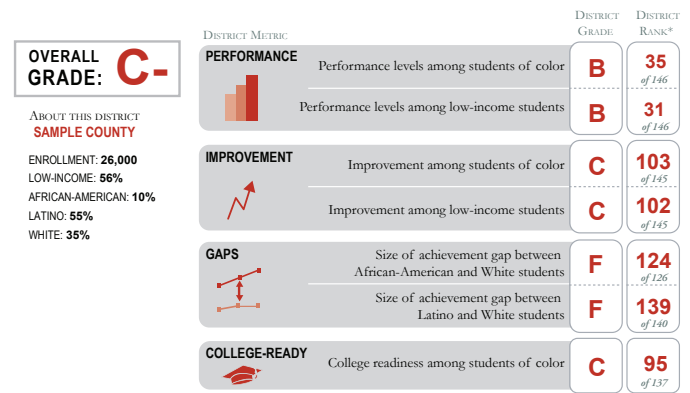 OVERALL
GRADE: C-
ABOUT THIS DISTRICT
SAMPLE COUNTY
ENROLLMENT: 26,000
LOW-INCOME: 56%
AFRICAN-AMERICAN: 10%
LATINO: 55%
WHITE: 35%
DISTRICT METRIC
DISTRICT
GRADE
DISTRICT
RANK*
PERFORMANCE
Performance levels among students of color
B
35
of 146
Performance levels among low-income students
B
31
of 146
IMPROVEMENT
Improvement among students of color
C
103
of 145
Improvement among low-income students
C
102
of 145
GAPS
Size of achievement gap between
African-American and White students
F
124
of 126
Size of achievement gap between
Latino and White students
F
139
of 140
COLLEGE-READY
College readiness among students of color
C
95
of 137